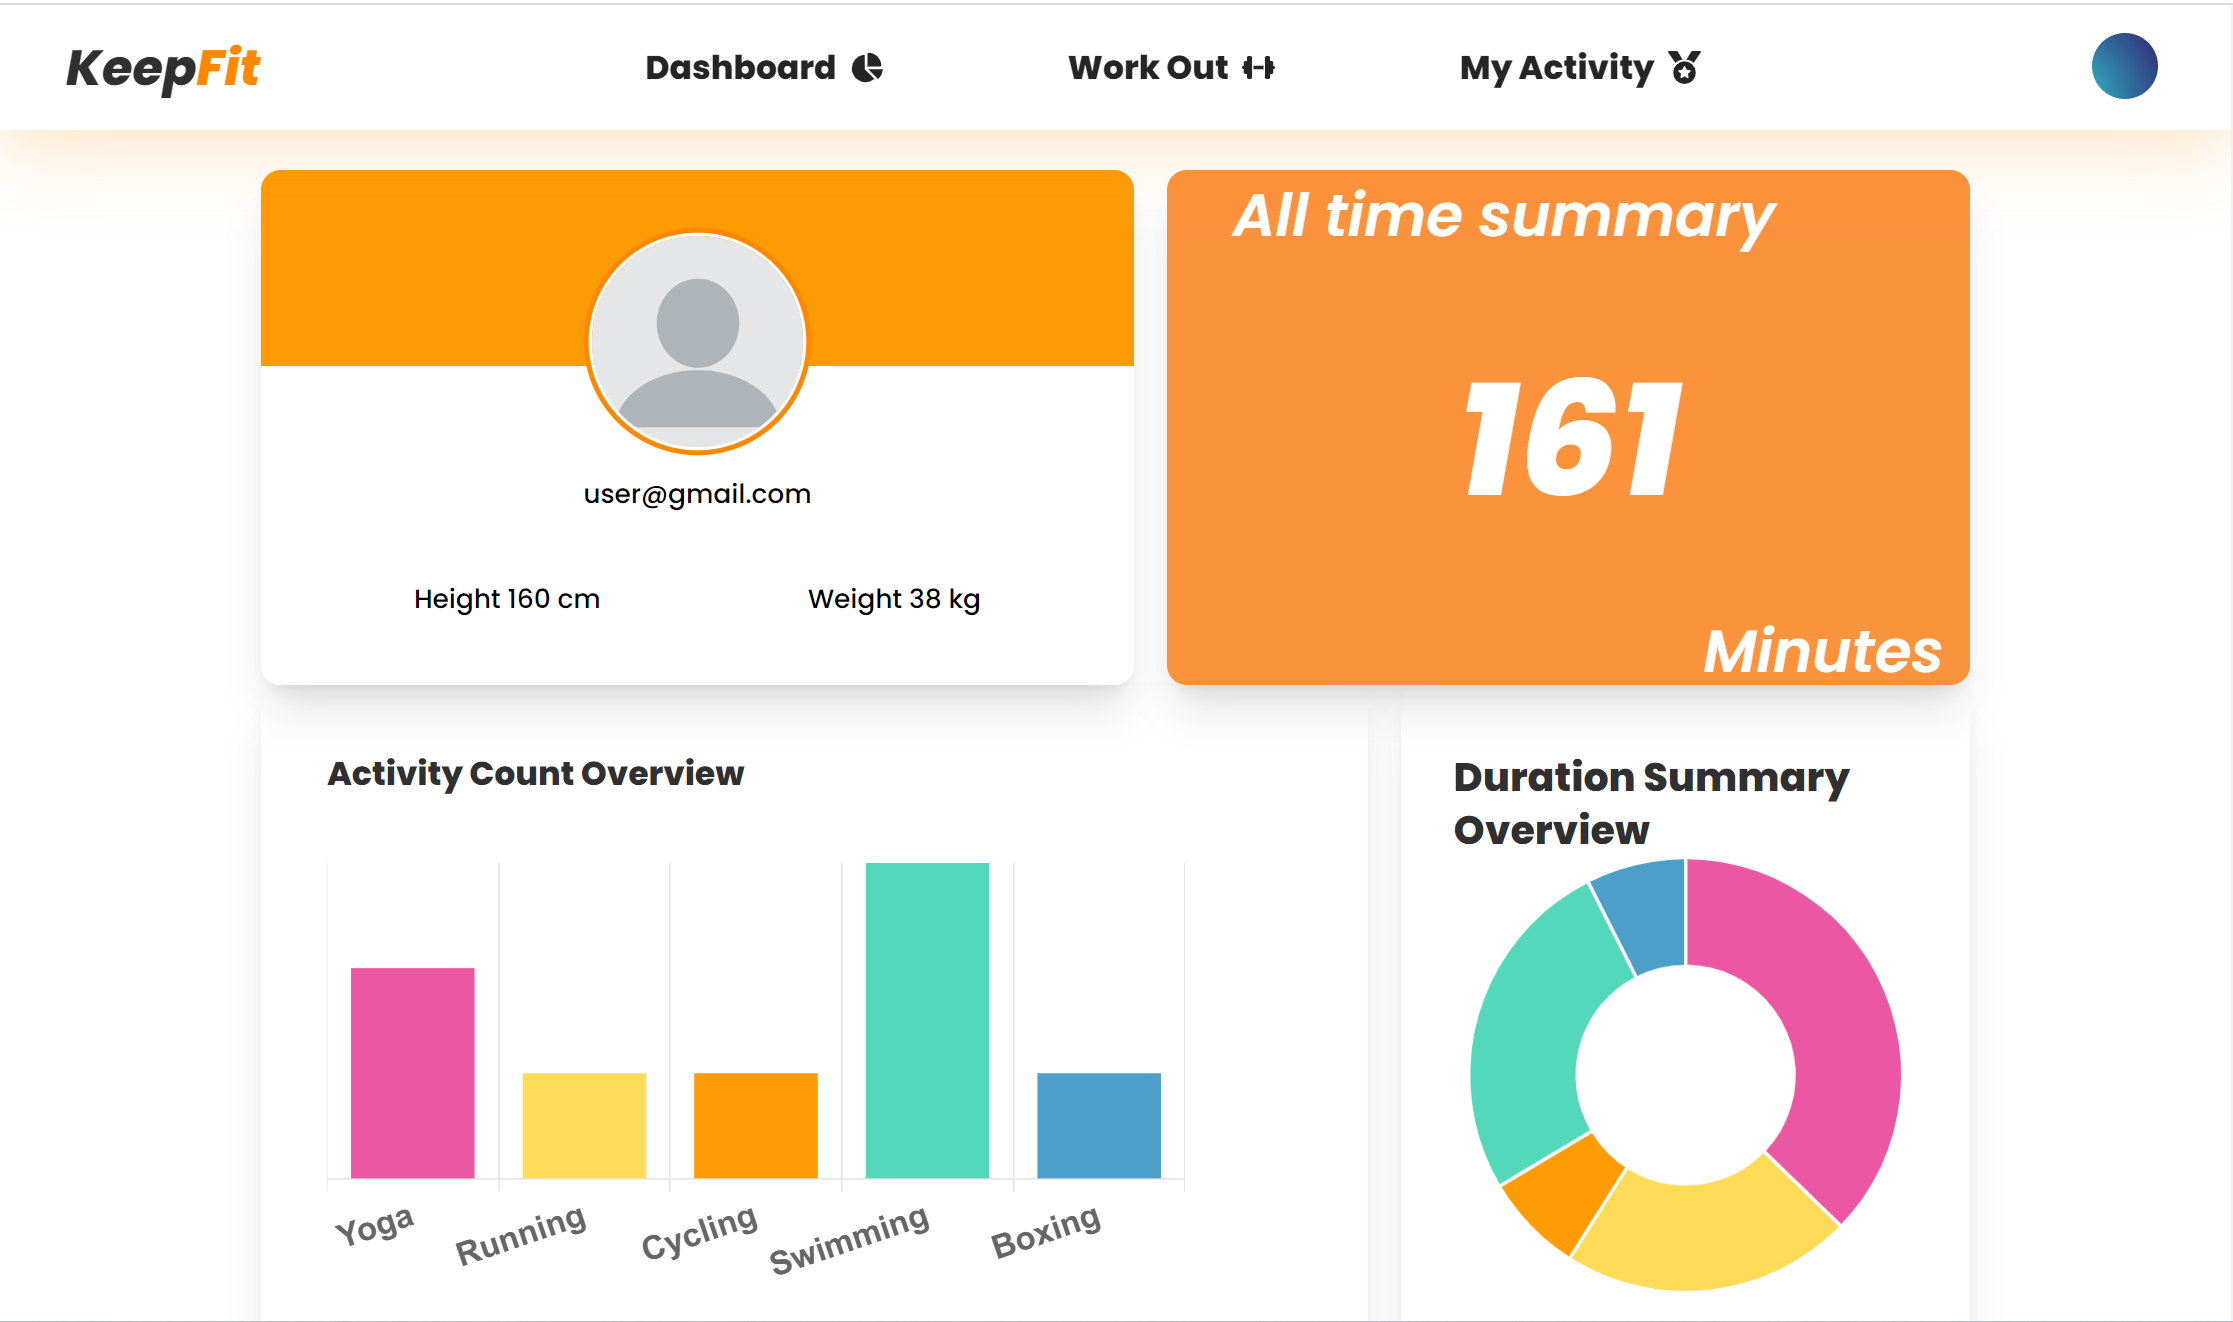 KeepFit
Dashboard
Work Out
My Activity
user@gmail.com
Height 160 cm
Weight 38 kg
All time summary
161
Minutes
Activity Count Overview
Yoga
Running
Cycling
Swimming
Boxing
Duration Summary
Overview